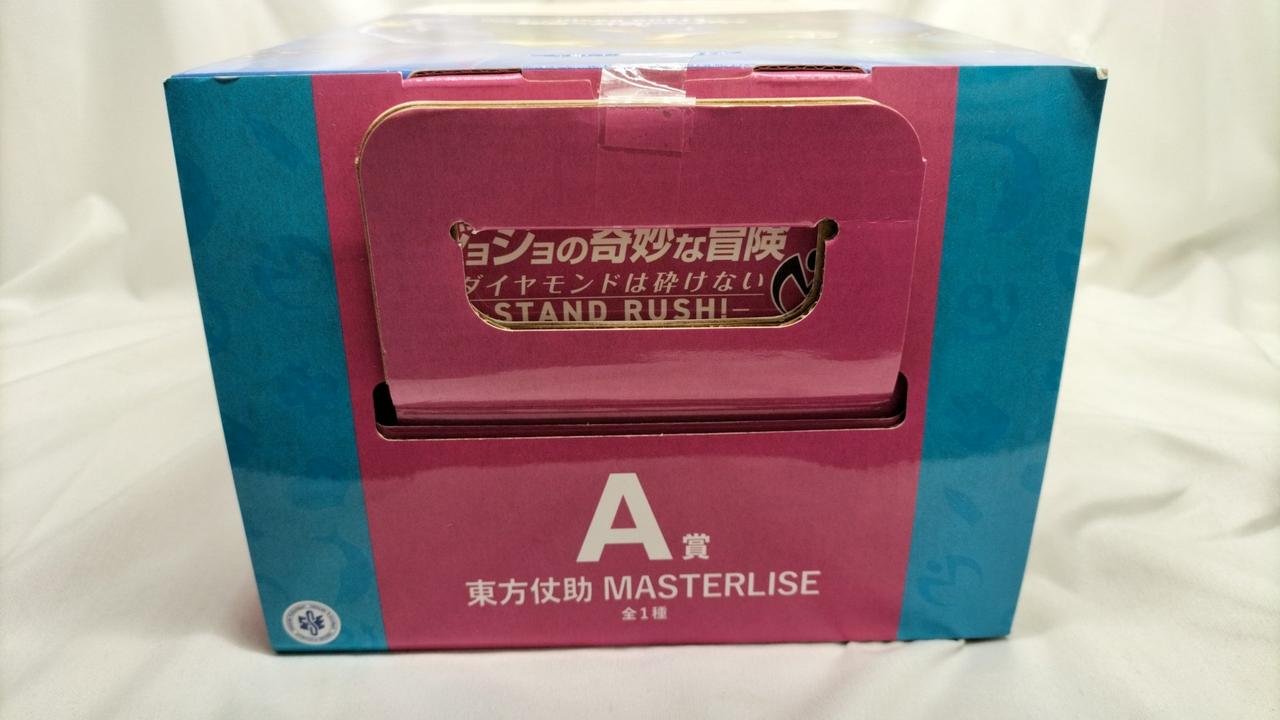 ョジョの奇妙な冒険
ダイヤモンドは砕けない
STAND RUSH!
A賞
東方仗助 MASTERLISE
全1種